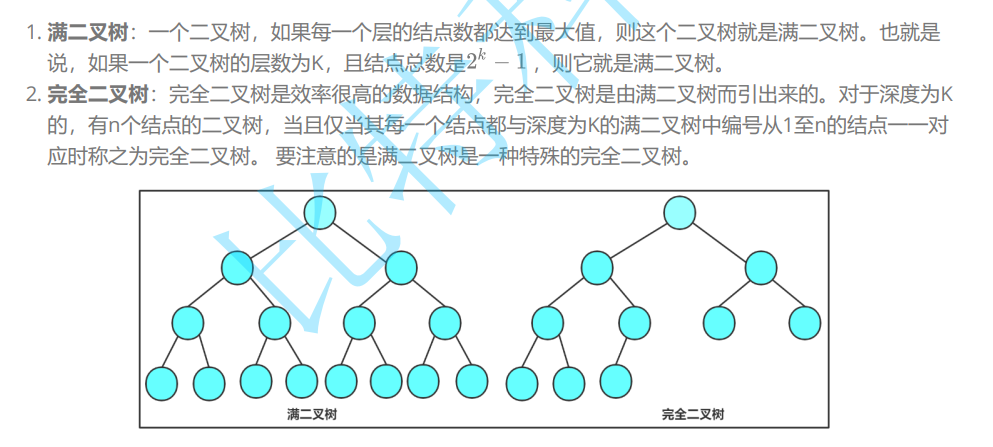 1. 满二叉树：一个二叉树，如果每一个层的结点数都达到最大值，则这个二叉树就是满二叉树。也就是
说，如果一个二叉树的层数为K，且结点总数是2^k − 1，则它就是满二叉树。
2. 完全二叉树：完全二叉树是效率很高的数据结构，完全二叉树是由满二叉树而引出来的。对于深度为K
的，有n个结点的二叉树，当且仅当其每一个结点都与深度为K的满二叉树中编号从1至n的结点一一对
应时称之为完全二叉树。 要注意的是满二叉树是一种特殊的完全二叉树。
满二叉树
完全二叉树
比特